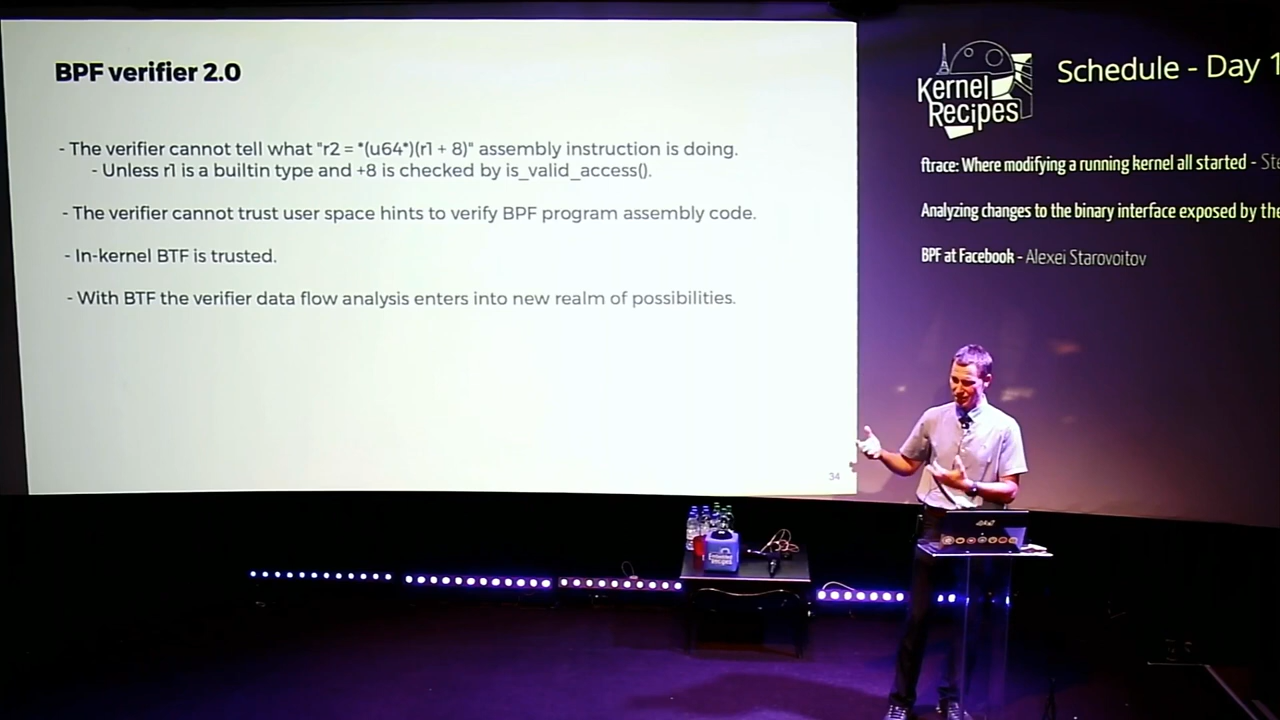 BPF verifier 2.0
- The verifier cannot tell what "r2 = *(u64*)(r1 + 8)" assembly instruction is doing.
- Unless r1 is a builtin type and +8 is checked by is_valid_access().
- The verifier cannot trust user space hints to verify BPF program assembly code.
- In-kernel BTF is trusted.
- With BTF the verifier data flow analysis enters into new realm of possibilities.
34
Kernel
Recipes
Schedule - Day 1
ftrace: Where modifying a running kernel all started - Ste
Analyzing changes to the binary interface exposed by the
BPF at Facebook - Alexei Starovoitov
Embedded
Recipes